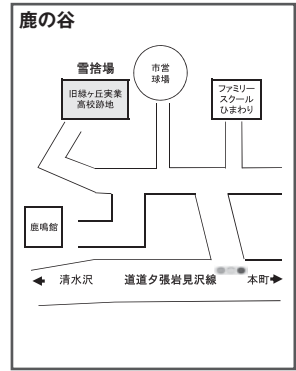 鹿の谷
雪捨場
旧緑ヶ丘実業
高校跡地
市営
球場
ファミリー
スクール
ひまわり
鹿鳴館
清水沢
道道夕張岩見沢線
本町